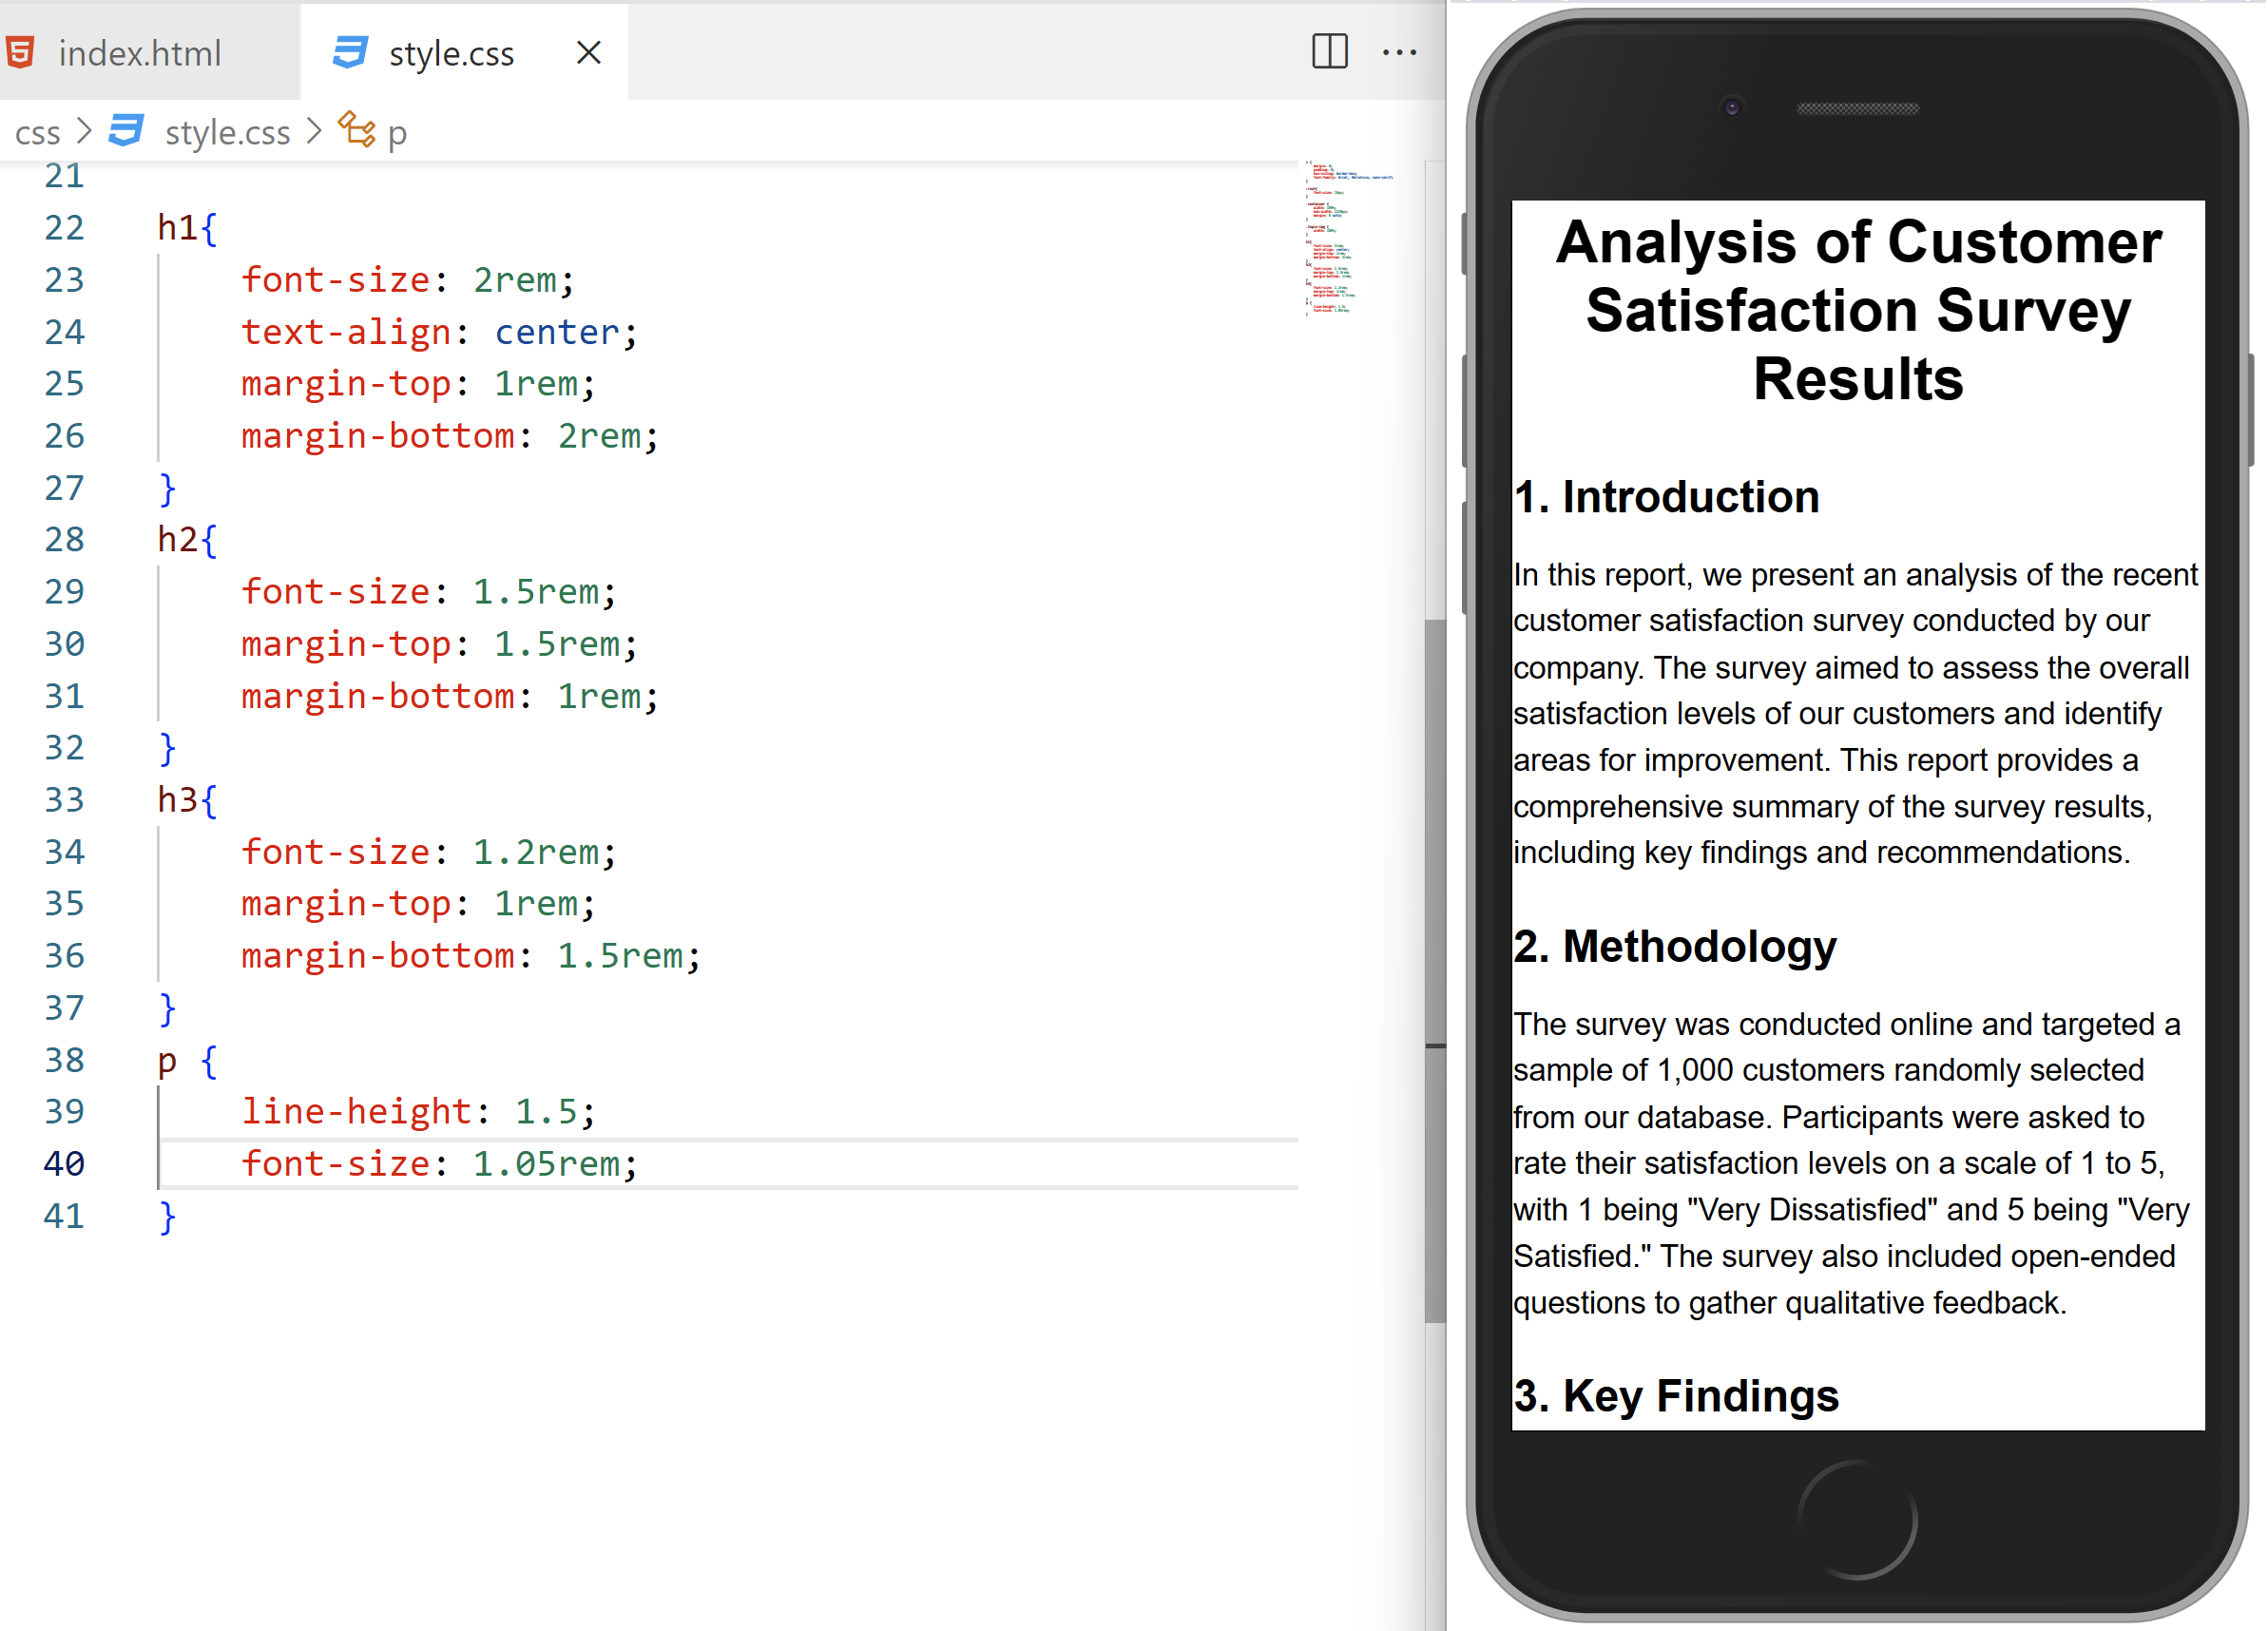 index.html
style.css
css > style.css > p
21
22 h1{
23 font-size: 2rem;
24 text-align: center;
25 margin-top: 1rem;
26 margin-bottom: 2rem;
27 }
28 h2{
29 font-size: 1.5rem;
30 margin-top: 1.5rem;
31 margin-bottom: 1rem;
32 }
33 h3{
34 font-size: 1.2rem;
35 margin-top: 1rem;
36 margin-bottom: 1.5rem;
37 }
38 p {
39 line-height: 1.5;
40 font-size: 1.05rem;
41 }
Analysis of Customer
Satisfaction Survey
Results
1. Introduction
In this report, we present an analysis of the recent
customer satisfaction survey conducted by our
company. The survey aimed to assess the overall
satisfaction levels of our customers and identify
areas for improvement. This report provides a
comprehensive summary of the survey results,
including key findings and recommendations.
2. Methodology
The survey was conducted online and targeted a
sample of 1,000 customers randomly selected
from our database. Participants were asked to
rate their satisfaction levels on a scale of 1 to 5,
with 1 being "Very Dissatisfied" and 5 being "Very
Satisfied." The survey also included open-ended
questions to gather qualitative feedback.
3. Key Findings